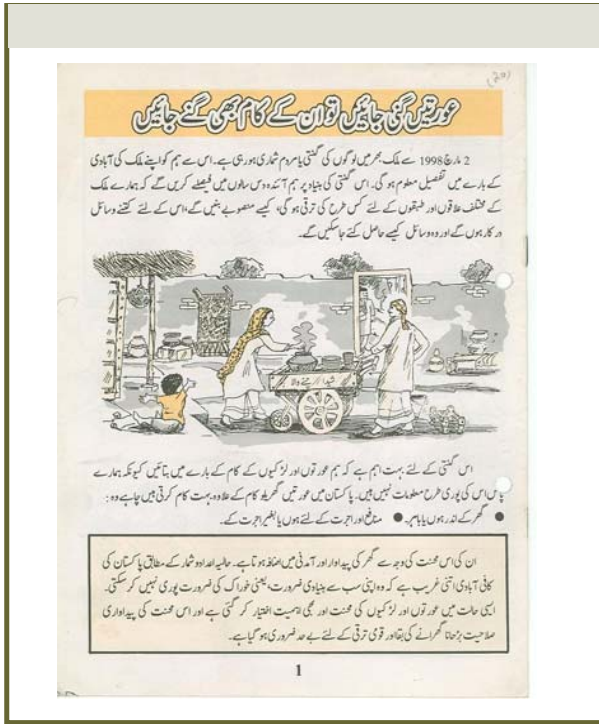 (20)
عورتیں گنی جائیں تو ان کے کام بھی گنے جائیں
2 مارچ 1998 سے ملک بھر میں لوگوں کی گنتی یا مردم شماری ہو رہی ہے۔ اس سے ہم کو اپنے ملک کی آبادی
کے بارے میں تفصیل معلوم ہو گی۔ اس گنتی کی بنیاد پر ہم آئندہ دس سالوں میں فیصلے کریں گے کہ ہمارے ملک
کے مختلف علاقوں اور طبقوں کے لئے کس طرح کی ترقی ہو گی، کیسے منصوبے بنیں گے، اس کے لئے کتنے وسائل
درکار ہوں گے اور وہ وسائل کیسے حاصل کئے جا سکیں گے۔
اس گنتی کے لئے بہت اہم ہے کہ ہم عورتوں اور لڑکیوں کے کام کے بارے میں بتائیں کیونکہ ہمارے
پاس اس کی پوری طرح معلومات نہیں ہیں۔ پاکستان میں عورتیں گھریلو کام کے علاوہ بہت کام کرتی ہیں چاہے وہ :
● گھر کے اندر ہوں یا باہر۔ ● منافع اور اجرت کے لئے ہوں یا بغیر اجرت کے۔
ان کی اس محنت کی وجہ سے گھر کی پیداوار اور آمدنی میں اضافہ ہوتا ہے۔ حالیہ اعداد و شمار کے مطابق پاکستان کی
کافی آبادی اتنی غریب ہے کہ وہ اپنی سب سے بنیادی ضرورت، یعنی خوراک کی ضرورت پوری نہیں کر سکتی۔
ایسی حالت میں عورتوں اور لڑکیوں کی محنت اور بھی اہمیت اختیار کر گئی ہے اور اس محنت کی پیداواری
صلاحیت بڑھانا گھرانے کی بقا اور قومی ترقی کے لئے بے حد ضروری ہو گیا ہے۔
1